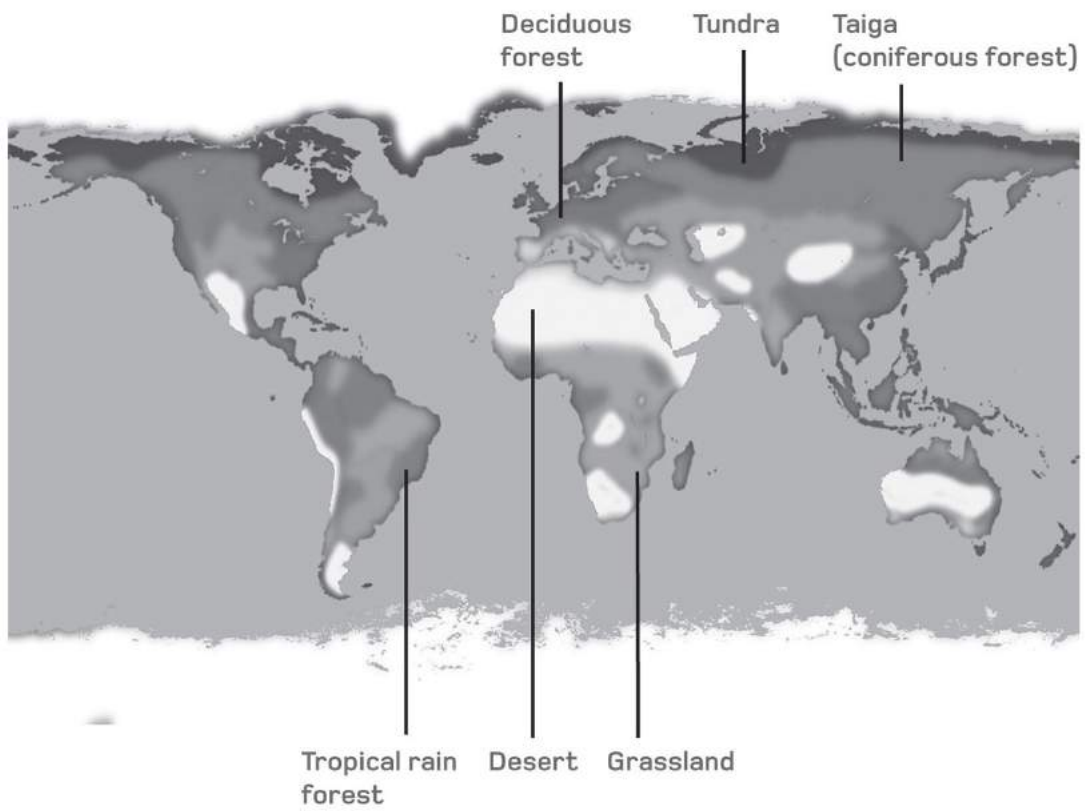 Deciduous
forest
Tundra
Taiga
(coniferous forest)
Tropical rain
forest
Desert
Grassland